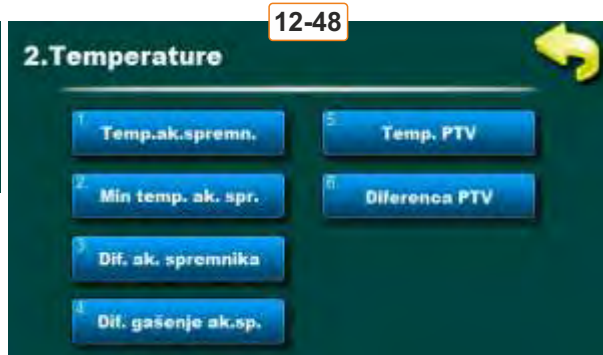 12-48
2.Temperature
1. Temp.ak.spremn.
2. Min temp. ak. spr.
3. Dif. ak. spremnika
4. Dif. gašenje ak.sp.
5. Temp. PTV
6. Diferenca PTV